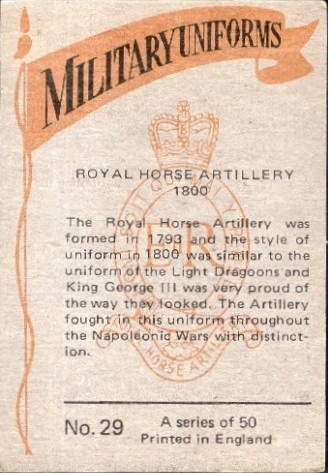 MILITARY UNIFORMS
ROYAL HORSE ARTILLERY
1800
The Royal Horse Artillery was
formed in 1793 and the style of
uniform in 1800 was similar to the
uniform of the Light Dragoons and
King George III was very proud of
the way they looked. The Artillery
fought in this uniform throughout
the Napoleonic Wars with distinct-
ion.
No. 29
A series of 50
Printed in England